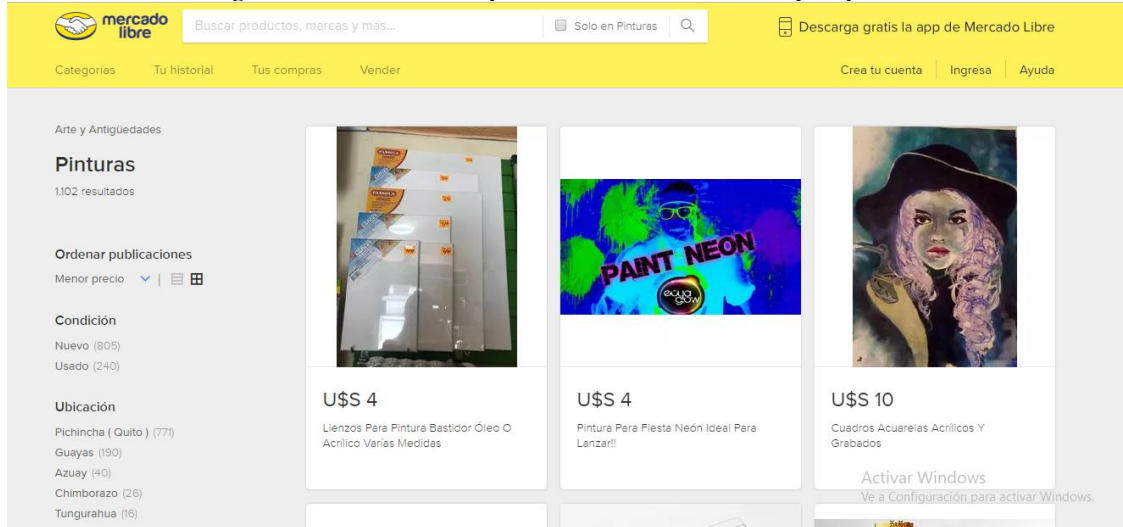 mercado
libre
Buscar productos, marcas y más...
Solo en Pinturas
Descarga gratis la app de Mercado Libre
Categorías
Tu historial
Tus compras
Vender
Crea tu cuenta
Ingresa
Ayuda
Arte y Antigüedades
Pinturas
1.102 resultados
Ordenar publicaciones
Menor precio
Condición
Nuevo (805)
Usado (240)
Ubicación
Pichincha ( Quito ) (771)
Guayas (190)
Azuay (40)
Chimborazo (26)
Tungurahua (16)
PAINT NEON
ecua
glow
U$S 4
Lienzos Para Pintura Bastidor Óleo O
Acrílico Varías Medidas
U$S 4
Pintura Para Fiesta Neón Ideal Para
Lanzar!!
U$S 10
Cuadros Acuarelas Acrílicos Y
Grabados
Activar Windows
Ve a Configuración para activar Windows.